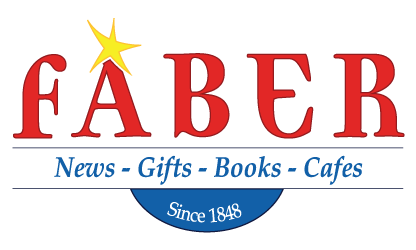 FABER
News - Gifts - Books - Cafes
Since 1848